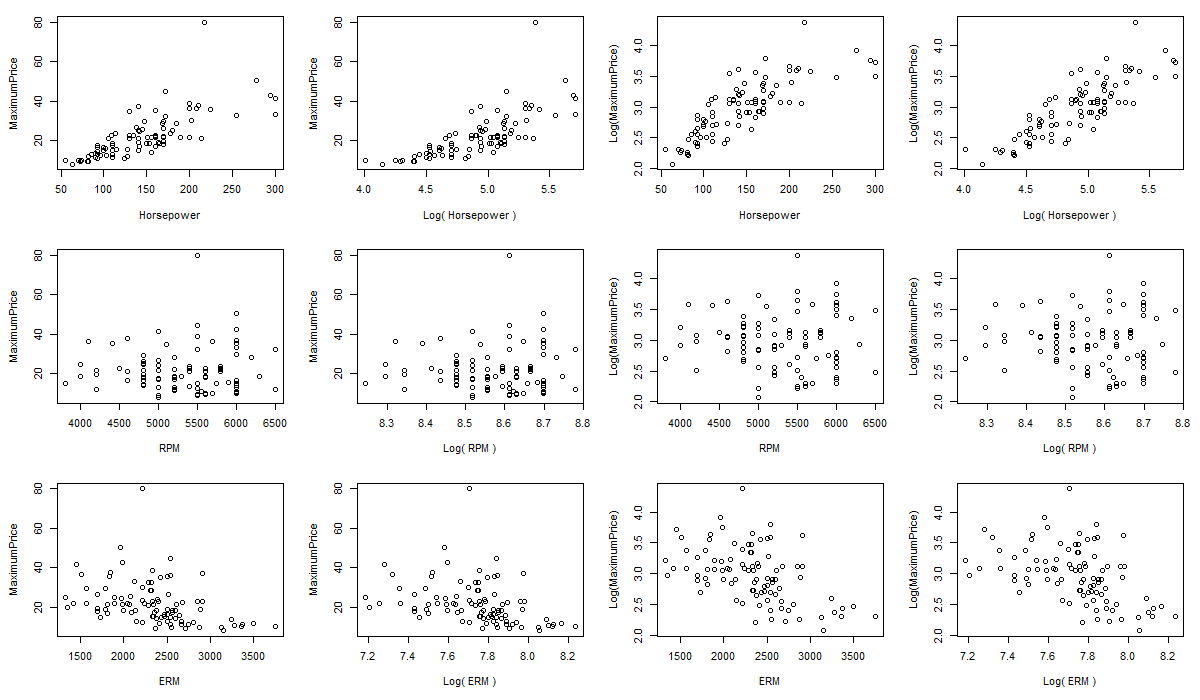 MaximumPrice
20 40 60 80
50 100 150 200 250 300
Horsepower
MaximumPrice
20 40 60 80
4.0 4.5 5.0 5.5
Log( Horsepower )
Log(MaximumPrice)
2.0 2.5 3.0 3.5 4.0
50 100 150 200 250 300
Horsepower
Log(MaximumPrice)
2.0 2.5 3.0 3.5 4.0
4.0 4.5 5.0 5.5
Log( Horsepower )
MaximumPrice
20 40 60 80
4000 4500 5000 5500 6000 6500
RPM
MaximumPrice
20 40 60 80
8.3 8.4 8.5 8.6 8.7 8.8
Log( RPM )
Log(MaximumPrice)
2.0 2.5 3.0 3.5 4.0
4000 4500 5000 5500 6000 6500
RPM
Log(MaximumPrice)
2.0 2.5 3.0 3.5 4.0
8.3 8.4 8.5 8.6 8.7 8.8
Log( RPM )
MaximumPrice
20 40 60 80
1500 2000 2500 3000 3500
ERM
MaximumPrice
20 40 60 80
7.2 7.4 7.6 7.8 8.0 8.2
Log( ERM )
Log(MaximumPrice)
2.0 2.5 3.0 3.5 4.0
1500 2000 2500 3000 3500
ERM
Log(MaximumPrice)
2.0 2.5 3.0 3.5 4.0
7.2 7.4 7.6 7.8 8.0 8.2
Log( ERM )